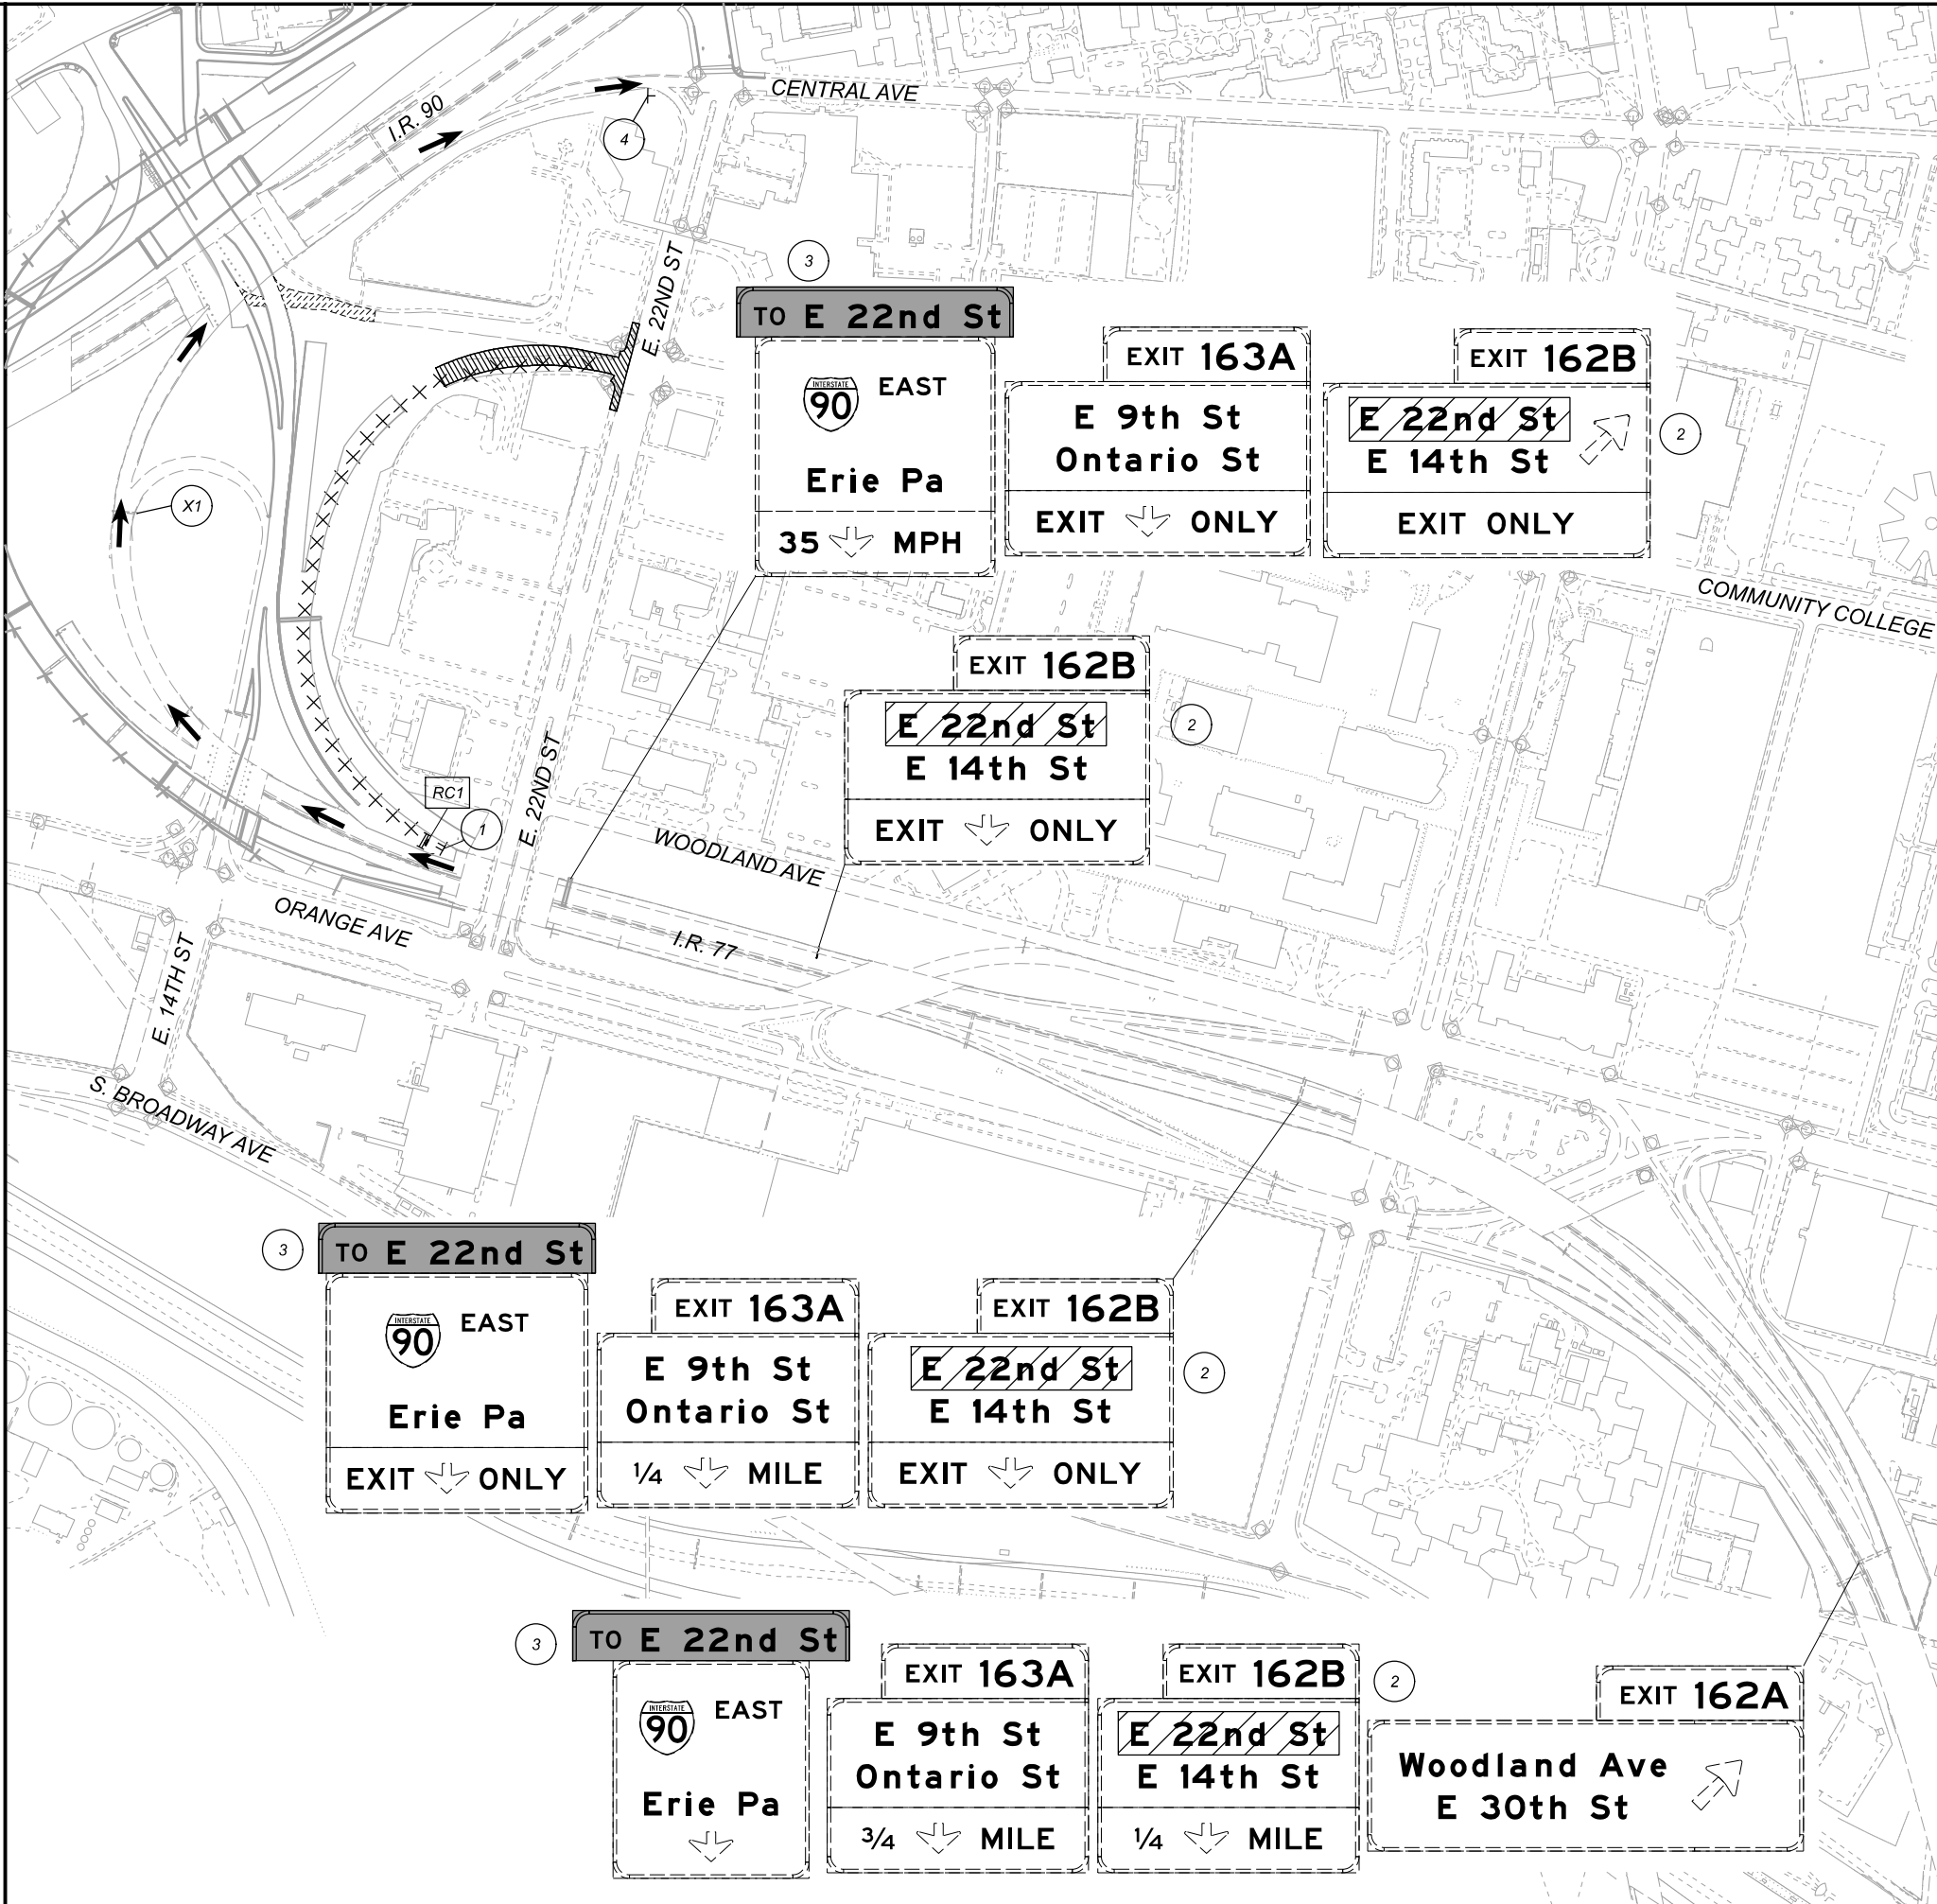 CENTRAL AVE
I.R. 90
4
E. 22ND ST
3
TO E 22nd St
INTERSTATE
90
EAST
Erie Pa
35 MPH
EXIT 163A
E 9th St
Ontario St
EXIT ONLY
EXIT 162B
E 22nd St
E 14th St
EXIT ONLY
2
X1
COMMUNITY COLLEGE
EXIT 162B
E 22nd St
E 14th St
EXIT ONLY
2
RC1
1
E. 22ND ST
WOODLAND AVE
ORANGE AVE
I.R. 77
E. 14TH ST
S. BROADWAY AVE
3
TO E 22nd St
INTERSTATE
90
EAST
Erie Pa
EXIT ONLY
EXIT 163A
E 9th St
Ontario St
1/4 MILE
EXIT 162B
E 22nd St
E 14th St
EXIT ONLY
2
3
TO E 22nd St
INTERSTATE
90
EAST
Erie Pa
EXIT 163A
E 9th St
Ontario St
3/4 MILE
EXIT 162B
E 22nd St
E 14th St
1/4 MILE
2
EXIT 162A
Woodland Ave
E 30th St